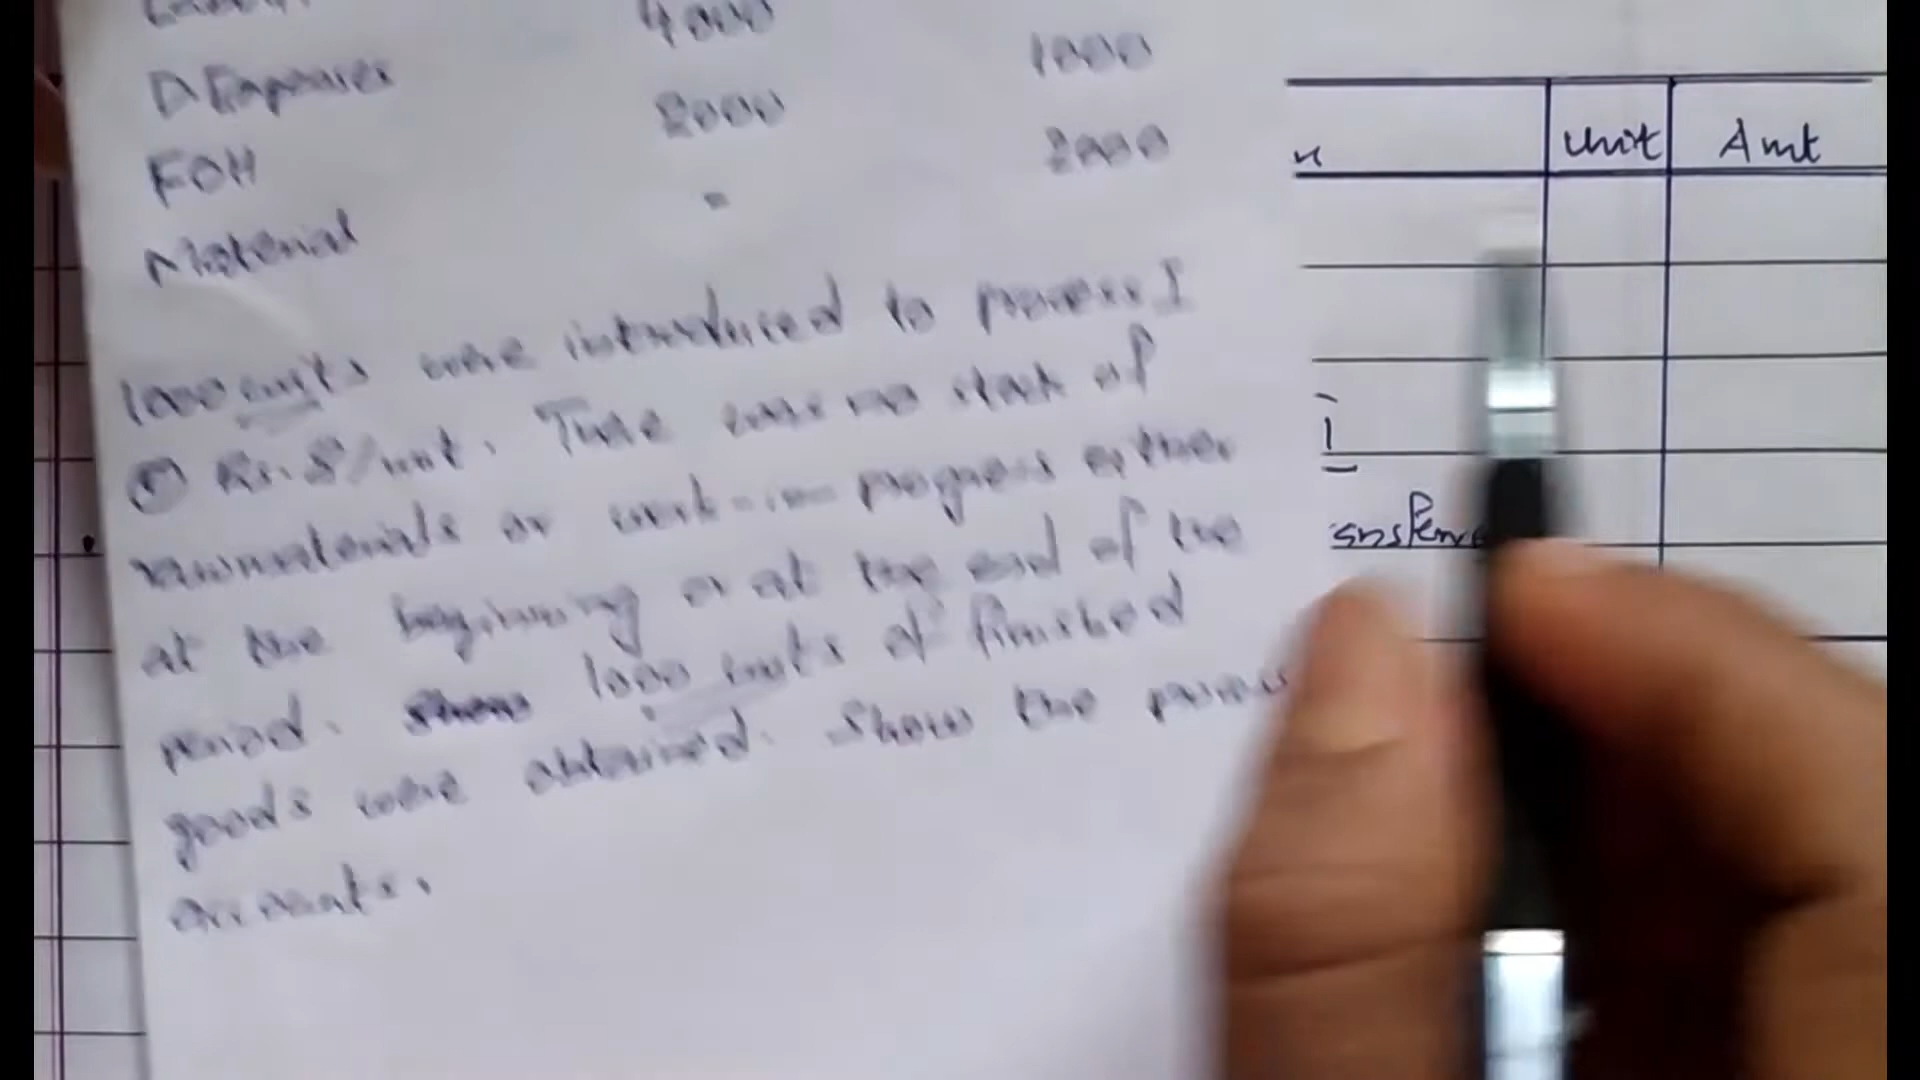 4000
D Expenses 1000
FOH 2000
Material - 2000
1000 units were introduced to process I
@ Rs. 5/unit. There was no stock of
rawmaterials or work-in-progress either
at the beginning or at the end of the
period. 1000 units of finished
goods were obtained. Show the process
accounts.
n unit Amt
I